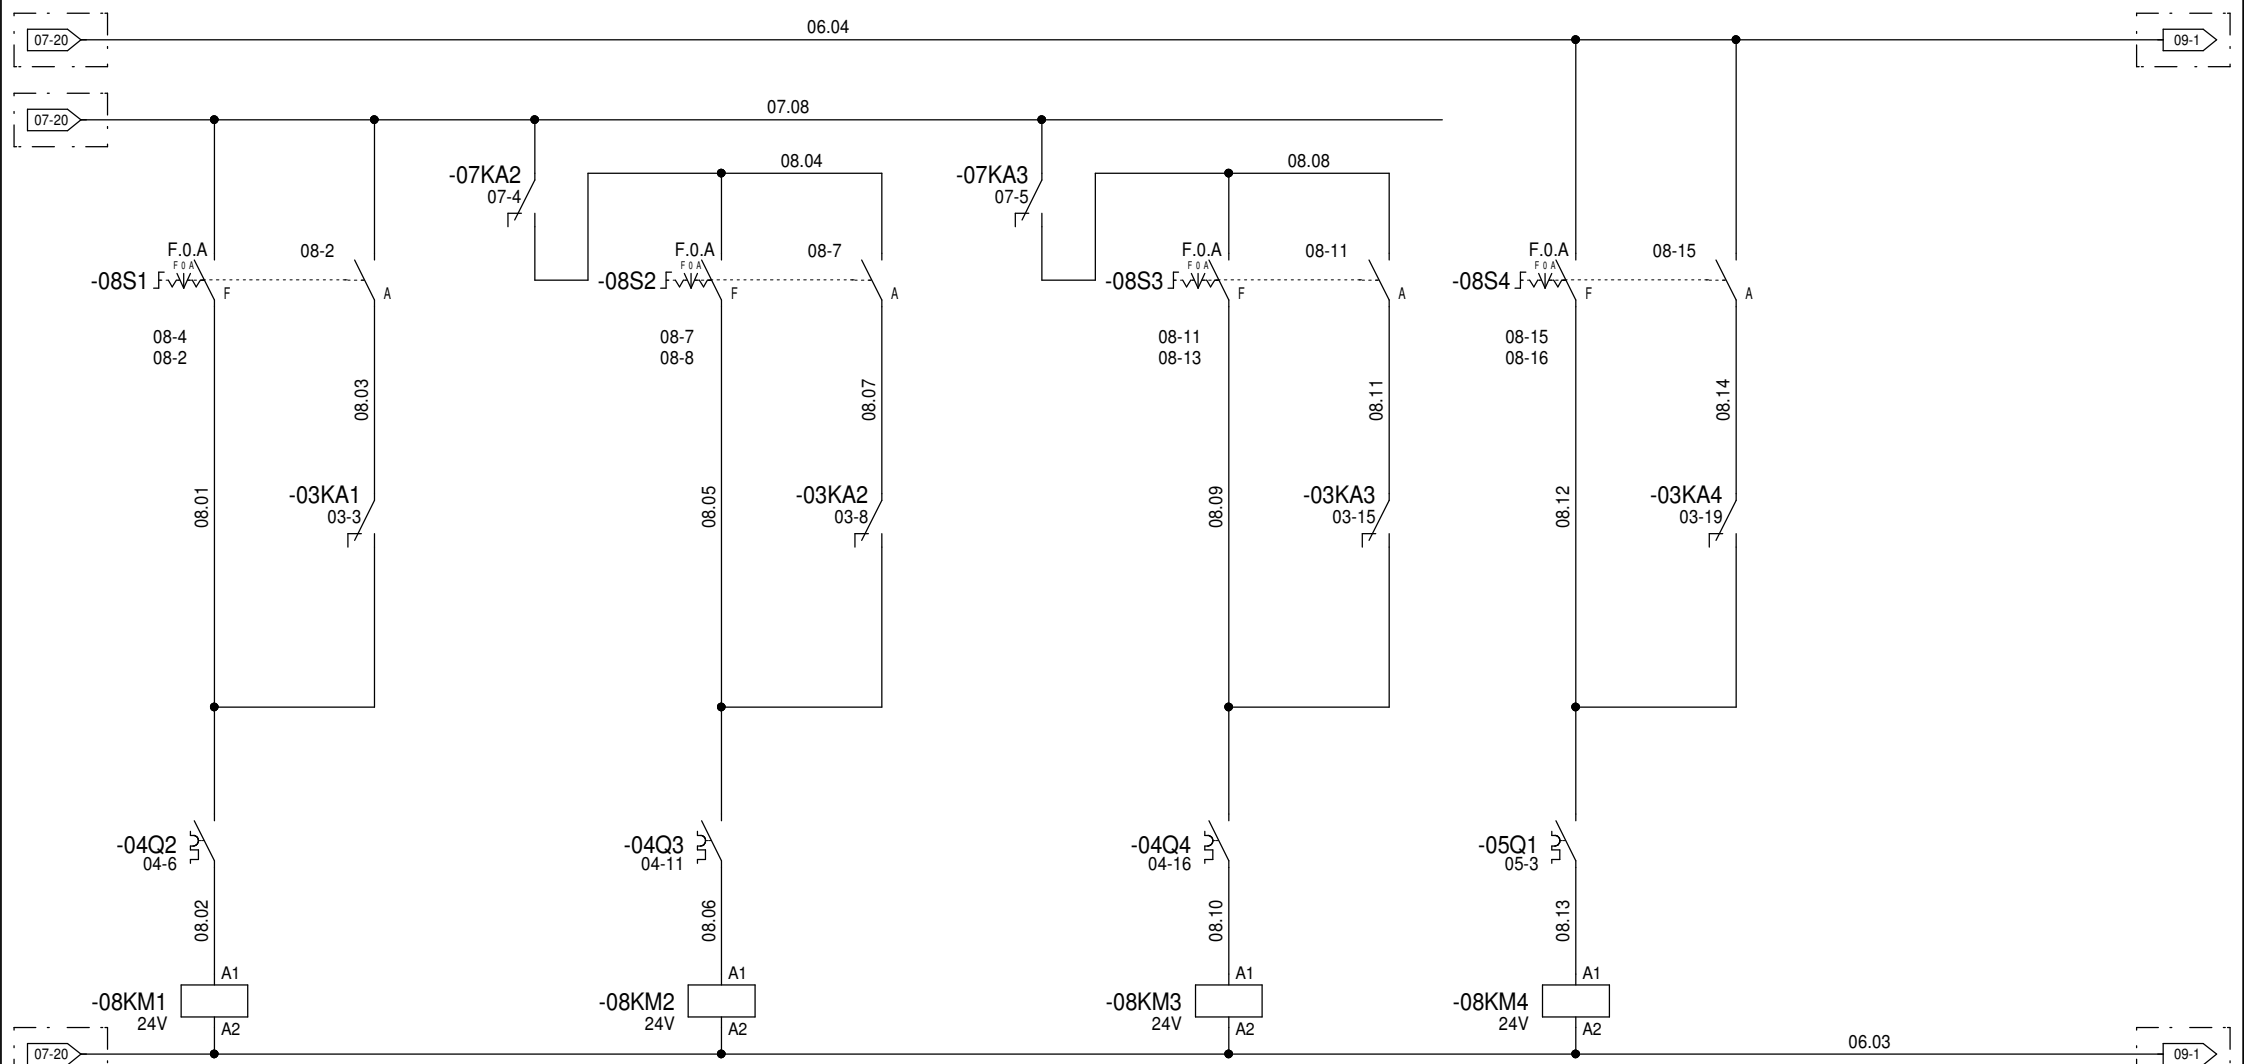 07-20
06.04
09-1
07-20
07.08
-07KA2
07-4
08.04
-07KA3
07-5
08.08
F.0.A
F 0 A
-08S1
F
08-2
A
08-4
08-2
F.0.A
F 0 A
-08S2
F
08-7
A
08-7
08-8
F.0.A
F 0 A
-08S3
F
08-11
A
08-11
08-13
F.0.A
F 0 A
-08S4
F
08-15
A
08-15
08-16
08.03
08.07
08.11
08.14
08.01
-03KA1
03-3
08.05
-03KA2
03-8
08.09
-03KA3
03-15
08.12
-03KA4
03-19
-04Q2
04-6
-04Q3
04-11
-04Q4
04-16
-05Q1
05-3
08.02
08.06
08.10
08.13
A1
-08KM1
24V
A2
A1
-08KM2
24V
A2
A1
-08KM3
24V
A2
A1
-08KM4
24V
A2
07-20
06.03
09-1